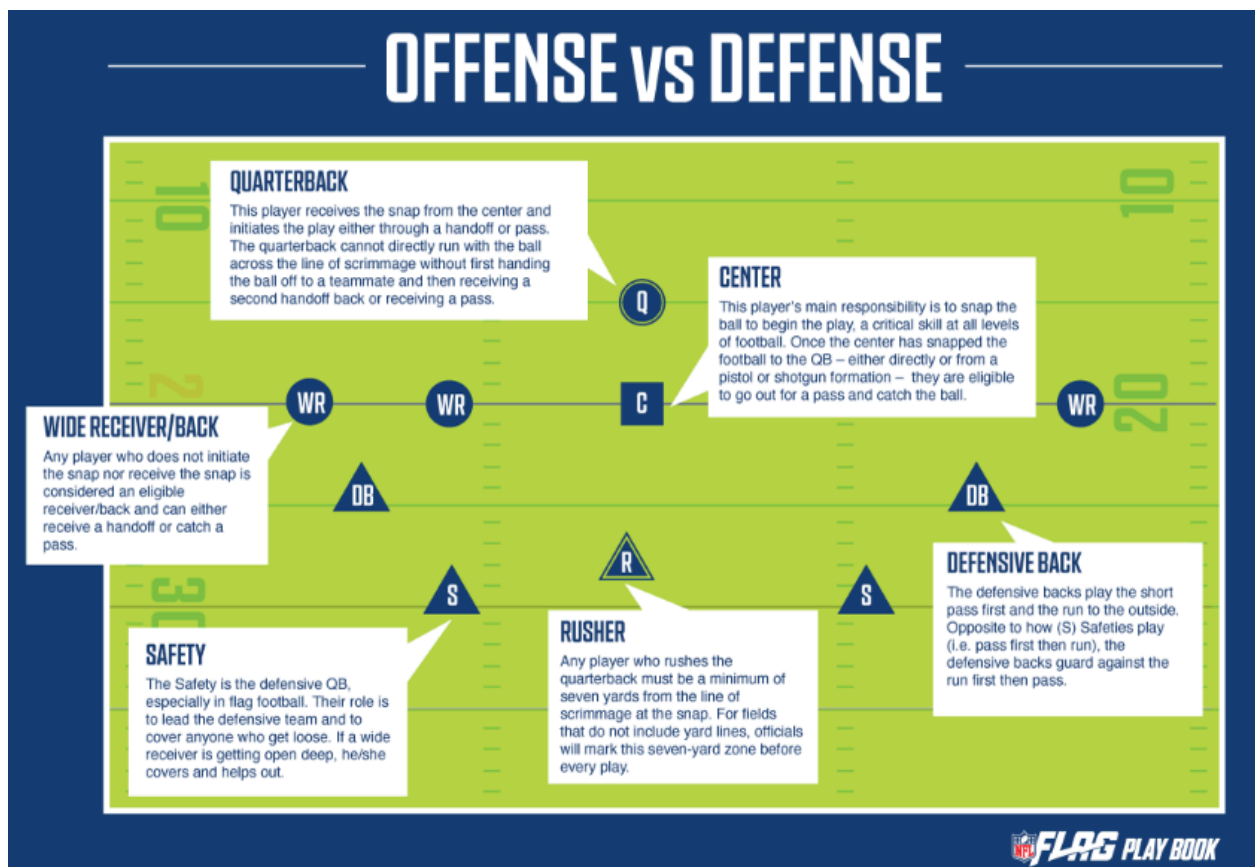 OFFENSE VS DEFENSE
10
10
QUARTERBACK
This player receives the snap from the center and
initiates the play either through a handoff or pass.
The quarterback cannot directly run with the ball
across the line of scrimmage without first handing
the ball off to a teammate and then receiving a
second handoff back or receiving a pass.
Q
CENTER
This player's main responsibility is to snap the
ball to begin the play, a critical skill at all levels
of football. Once the center has snapped the
football to the QB – either directly or from a
pistol or shotgun formation – they are eligible
to go out for a pass and catch the ball.
2
WR
WR
C
WR
20
WIDE RECEIVER/BACK
Any player who does not initiate
the snap nor receive the snap is
considered an eligible
receiver/back and can either
receive a handoff or catch a
pass.
DB
DB
R
S
S
30
DEFENSIVE BACK
The defensive backs play the short
pass first and the run to the outside.
Opposite to how (S) Safeties play
(i.e. pass first then run), the
defensive backs guard against the
run first then pass.
SAFETY
The Safety is the defensive QB,
especially in flag football. Their role is
to lead the defensive team and to
cover anyone who get loose. If a wide
receiver is getting open deep, he/she
covers and helps out.
RUSHER
Any player who rushes the
quarterback must be a minimum of
seven yards from the line of
scrimmage at the snap. For fields
that do not include yard lines, officials
will mark this seven-yard zone before
every play.
NFL FLAG PLAY BOOK